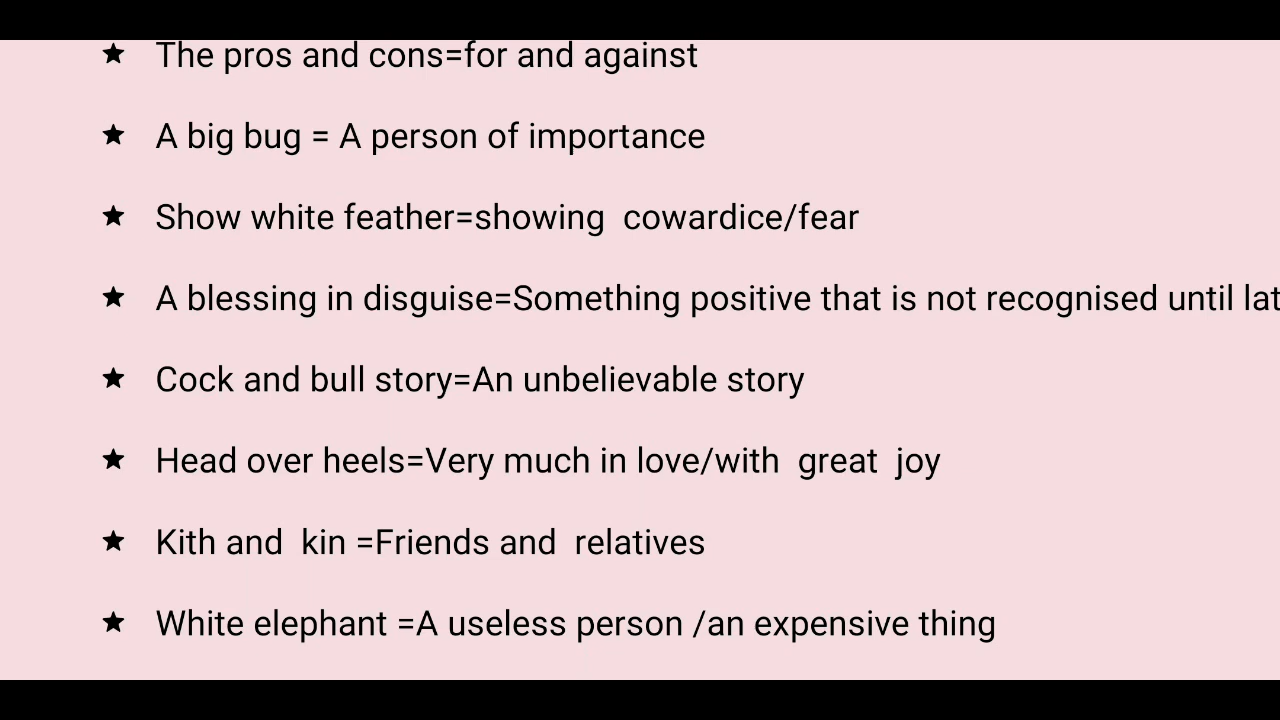 ★ The pros and cons=for and against
★ A big bug = A person of importance
★ Show white feather=showing  cowardice/fear
★ A blessing in disguise=Something positive that is not recognised until
★ Cock and bull story=An unbelievable story
★ Head over heels=Very much in love/with  great  joy
★ Kith and  kin =Friends and  relatives
★ White elephant =A useless person /an expensive thing